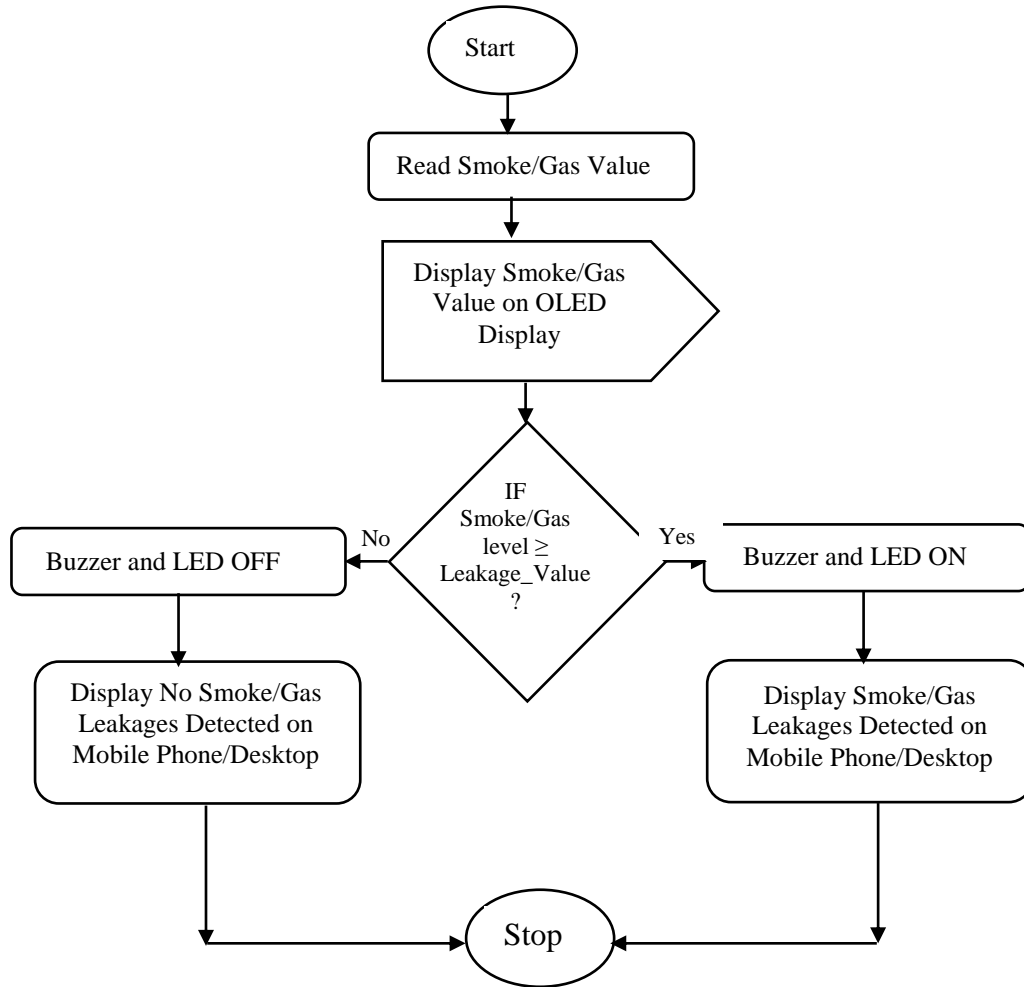 Start
Read Smoke/Gas Value
Display Smoke/Gas
Value on OLED
Display
IF
Smoke/Gas
level ≥
Leakage_Value
?
No
Yes
Buzzer and LED OFF
Buzzer and LED ON
Display No Smoke/Gas
Leakages Detected on
Mobile Phone/Desktop
Display Smoke/Gas
Leakages Detected on
Mobile Phone/Desktop
Stop